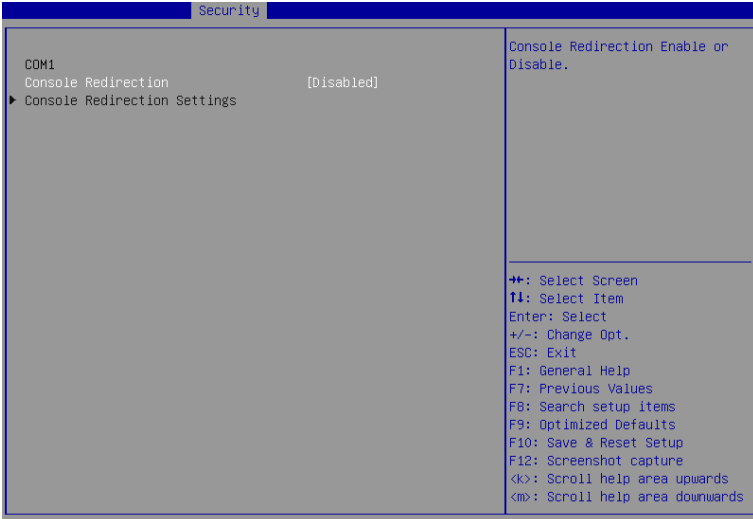 Security
COM1
Console Redirection [Disabled]
Console Redirection Settings
Console Redirection Enable or
Disable.
→←: Select Screen
↑↓: Select Item
Enter: Select
+/-: Change Opt.
ESC: Exit
F1: General Help
F7: Previous Values
F8: Search setup items
F9: Optimized Defaults
F10: Save & Reset Setup
F12: Screenshot capture
<k>: Scroll help area upwards
<m>: Scroll help area downwards